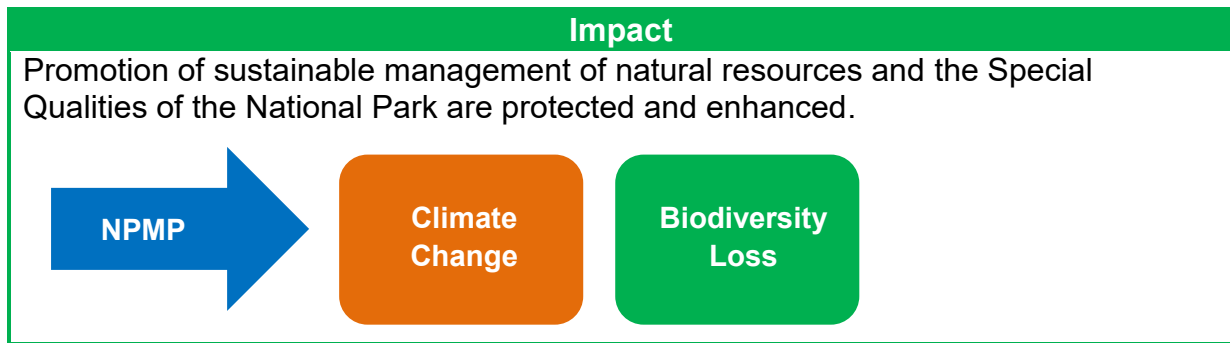 Impact
Promotion of sustainable management of natural resources and the Special
Qualities of the National Park are protected and enhanced.
NPMP
Climate
Change
Biodiversity
Loss